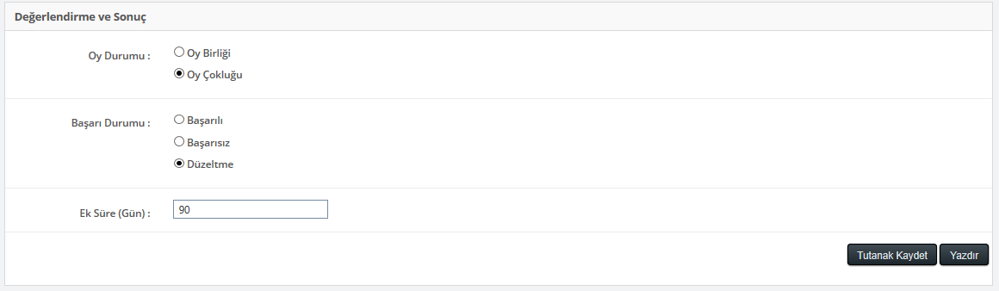 Değerlendirme ve Sonuç
Oy Durumu :
Oy Birliği
Oy Çokluğu
Başarı Durumu :
Başarılı
Başarısız
Düzeltme
Ek Süre (Gün) :
90
Tutanak Kaydet
Yazdır